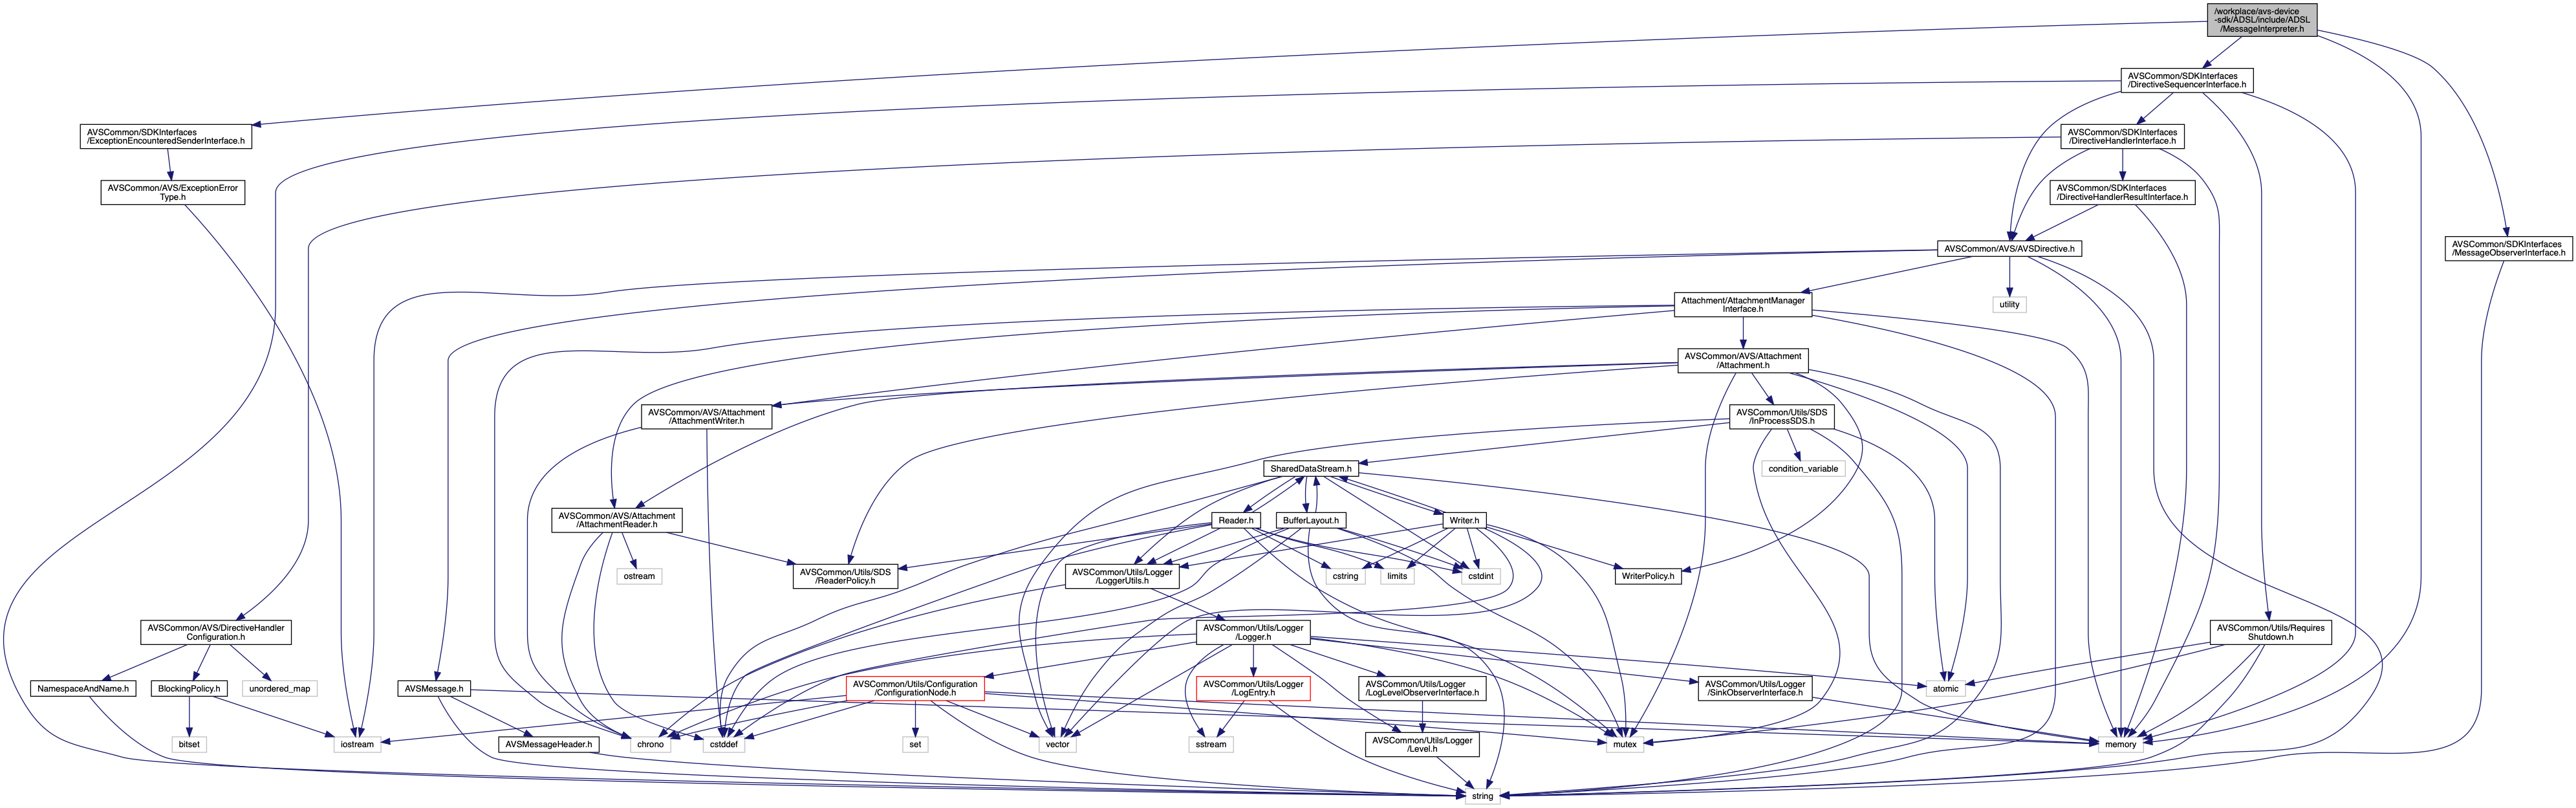 /workplace/avs-device
-sdk/ADSL/include/ADSL
/MessageInterpreter.h
AVSCommon/SDKInterfaces
/DirectiveSequencerInterface.h
AVSCommon/SDKInterfaces
/ExceptionEncounteredSenderInterface.h
AVSCommon/SDKInterfaces
/DirectiveHandlerInterface.h
AVSCommon/AVS/ExceptionError
Type.h
AVSCommon/SDKInterfaces
/DirectiveHandlerResultInterface.h
AVSCommon/AVS/AVSDirective.h
AVSCommon/SDKInterfaces
/MessageObserverInterface.h
Attachment/AttachmentManager
Interface.h
utility
AVSCommon/AVS/Attachment
/Attachment.h
AVSCommon/AVS/Attachment
/AttachmentWriter.h
AVSCommon/Utils/SDS
/InProcessSDS.h
SharedDataStream.h
condition_variable
AVSCommon/AVS/Attachment
/AttachmentReader.h
Reader.h
BufferLayout.h
Writer.h
ostream
AVSCommon/Utils/SDS
/ReaderPolicy.h
AVSCommon/Utils/Logger
/LoggerUtils.h
cstring
limits
cstdint
WriterPolicy.h
AVSCommon/AVS/DirectiveHandler
Configuration.h
AVSCommon/Utils/Logger
/Logger.h
AVSCommon/Utils/Requires
Shutdown.h
NamespaceAndName.h
BlockingPolicy.h
unordered_map
AVSMessage.h
AVSCommon/Utils/Configuration
/ConfigurationNode.h
AVSCommon/Utils/Logger
/LogEntry.h
AVSCommon/Utils/Logger
/LogLevelObserverInterface.h
AVSCommon/Utils/Logger
/SinkObserverInterface.h
atomic
bitset
iostream
AVSMessageHeader.h
chrono
cstddef
set
vector
sstream
AVSCommon/Utils/Logger
/Level.h
mutex
memory
string